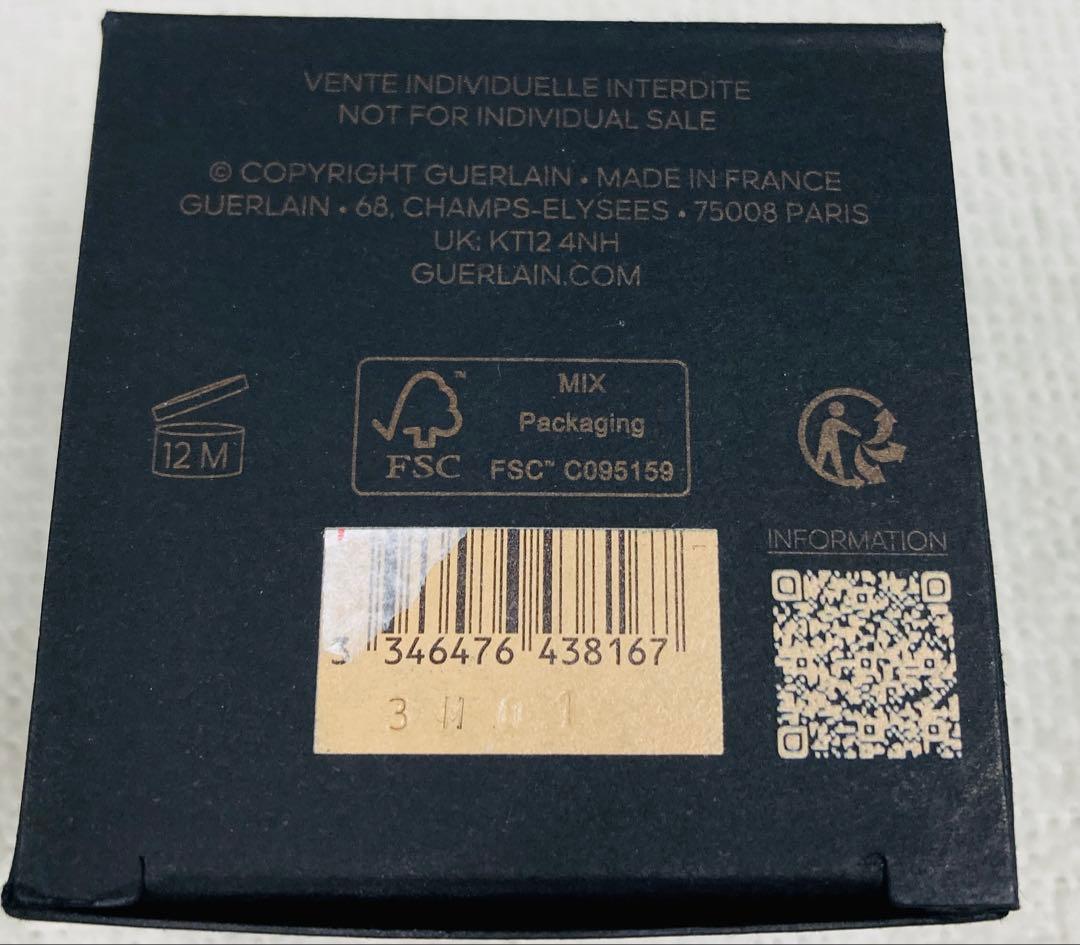 VENTE INDIVIDUELLE INTERDITE
NOT FOR INDIVIDUAL SALE
© COPYRIGHT GUERLAIN • MADE IN FRANCE
GUERLAIN • 68, CHAMPS-ELYSEES • 75008 PARIS
UK: KT12 4NH
GUERLAIN.COM
12 M
FSC™
MIX
Packaging
FSC™ C095159
INFORMATION
3 346476 438167